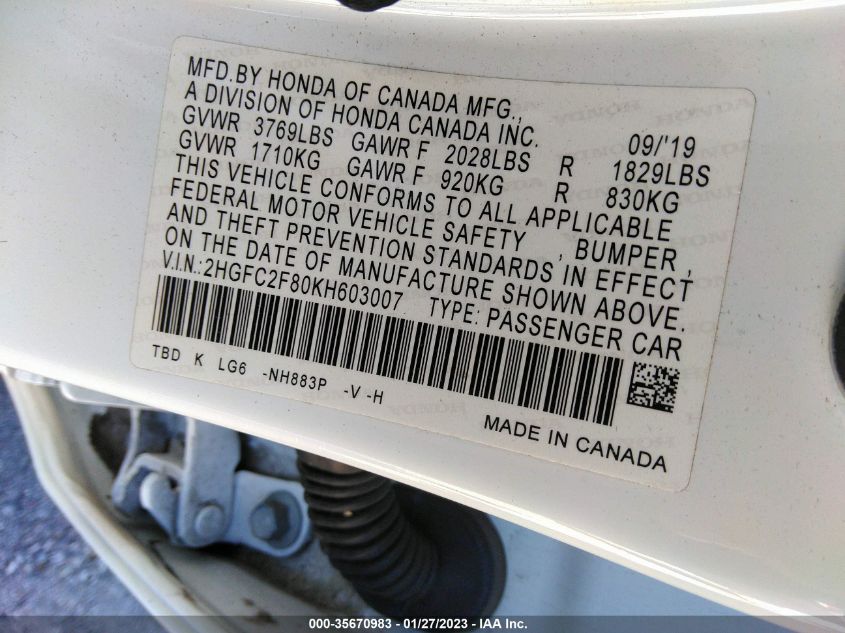 MFD.BY HONDA OF CANADA MFG.,
A DIVISION OF HONDA CANADA INC. 09/'19
GVWR 3769LBS GAWR F 2028LBS R 1829LBS
GVWR 1710KG GAWR F 920KG R 830KG
THIS VEHICLE CONFORMS TO ALL APPLICABLE
FEDERAL MOTOR VEHICLE SAFETY , BUMPER ,
AND THEFT PREVENTION STANDARDS IN EFFECT
ON THE DATE OF MANUFACTURE SHOWN ABOVE.
V.I.N.:2HGFC2F80KH603007 TYPE: PASSENGER CAR
TBD K LG6 -NH883P -V -H
MADE IN CANADA
000-35670983 / 01/27/2023 - IAA Inc.